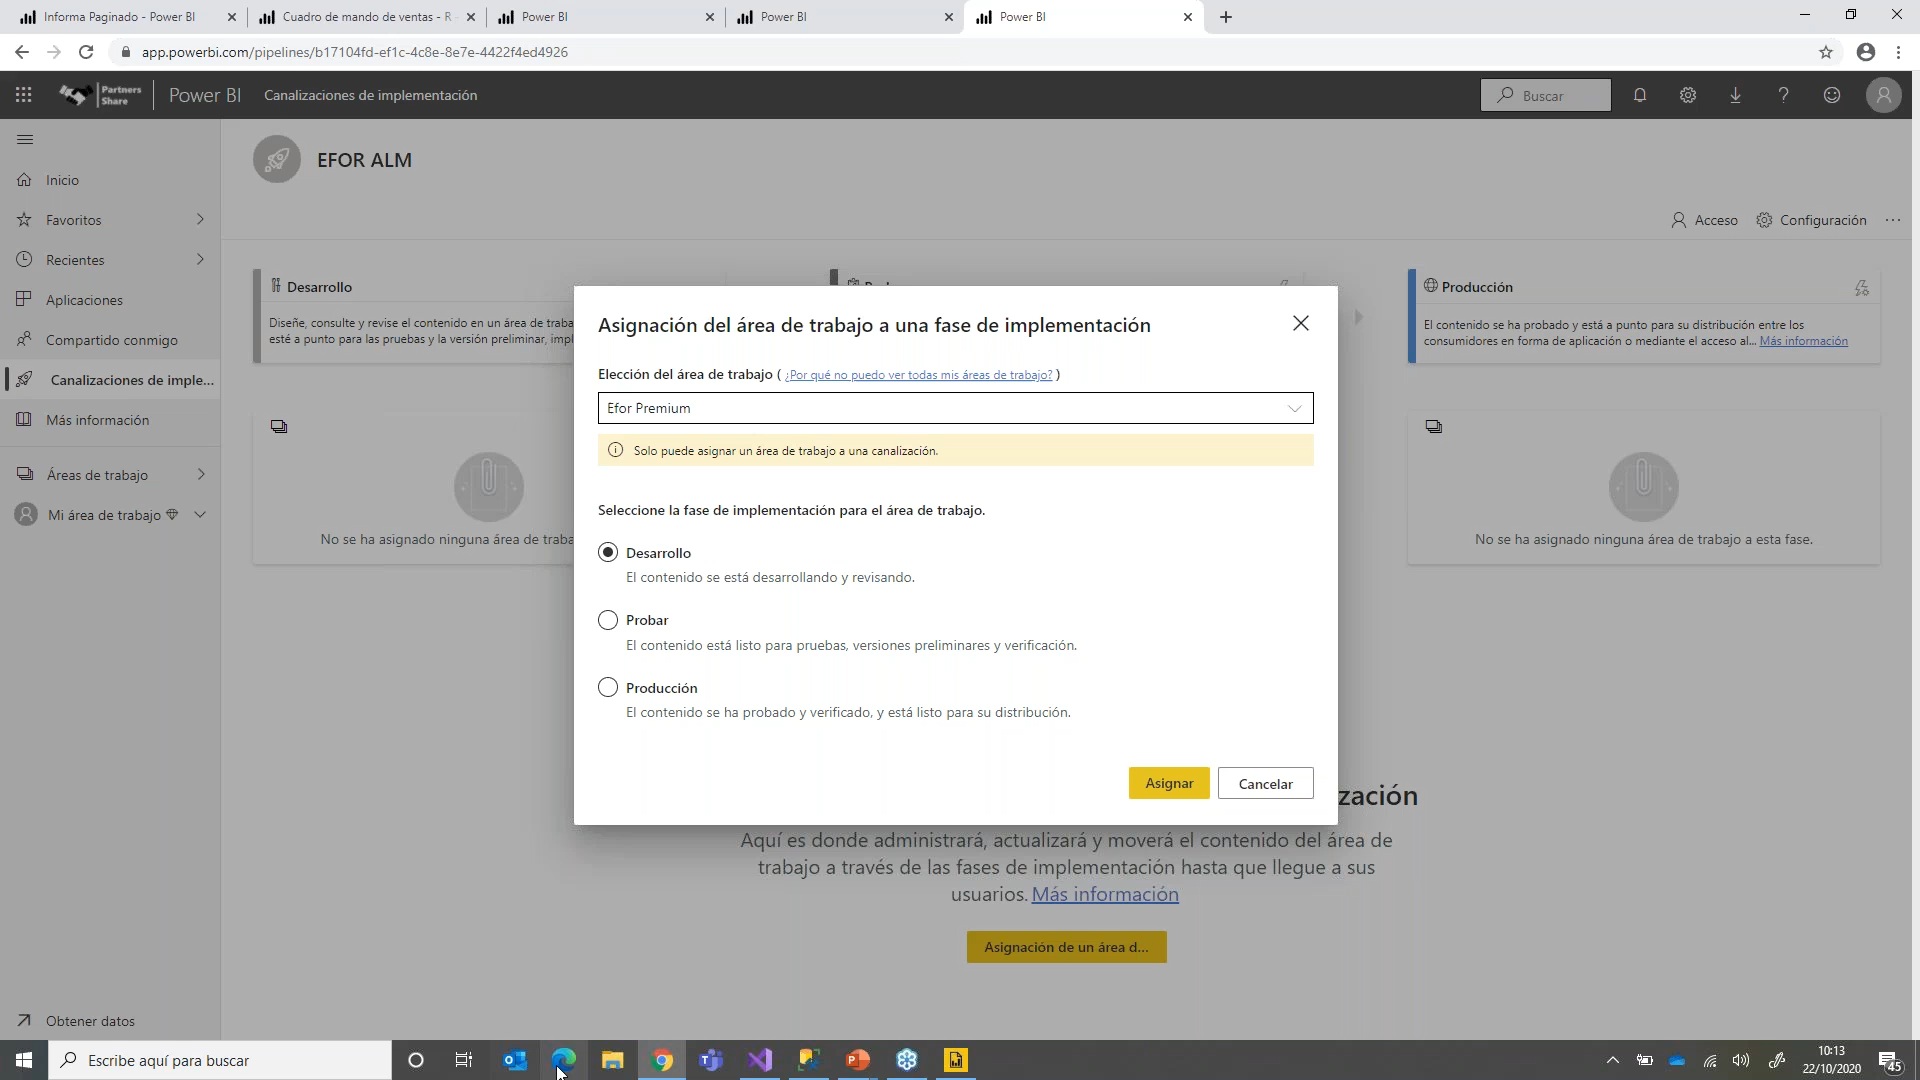 Informa Paginado - Power BI
Cuadro de mando de ventas - R
Power BI
Power BI
Power BI
app.powerbi.com/pipelines/b17104fd-ef1c-4c8e-8e7e-4422f4ed4926
Partners Share
Power BI
Canalizaciones de implementación
Buscar
Inicio
Favoritos
Recientes
Aplicaciones
Compartido conmigo
Canalizaciones de imple...
Más información
Áreas de trabajo
Mi área de trabajo
Obtener datos
EFOR ALM
Acceso
Configuración
Desarrollo
Diseñe, consulte y revise el contenido en un área de traba
esté a punto para las pruebas y la versión preliminar, impl
No se ha asignado ninguna área de traba
Producción
El contenido se ha probado y está a punto para su distribución entre los
consumidores en forma de aplicación o mediante el acceso al... Más información
No se ha asignado ninguna área de trabajo a esta fase.
Asignación del área de trabajo a una fase de implementación
Elección del área de trabajo ( ¿Por qué no puedo ver todas mis áreas de trabajo? )
Efor Premium
Solo puede asignar un área de trabajo a una canalización.
Seleccione la fase de implementación para el área de trabajo.
Desarrollo
El contenido se está desarrollando y revisando.
Probar
El contenido está listo para pruebas, versiones preliminares y verificación.
Producción
El contenido se ha probado y verificado, y está listo para su distribución.
Asignar
Cancelar
zación
Aquí es donde administrará, actualizará y moverá el contenido del área de
trabajo a través de las fases de implementación hasta que llegue a sus
usuarios. Más información
Asignación de un área d...
Escribe aquí para buscar
10:13
22/10/2020
45